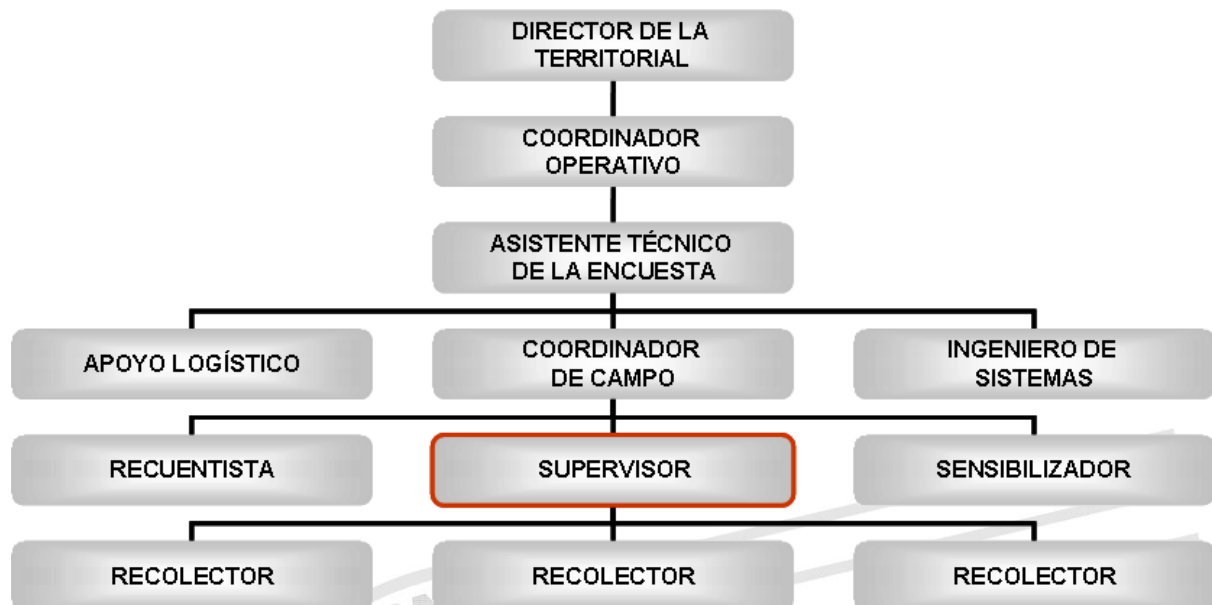 DIRECTOR DE LA
TERRITORIAL
COORDINADOR
OPERATIVO
ASISTENTE TÉCNICO
DE LA ENCUESTA
APOYO LOGÍSTICO
COORDINADOR
DE CAMPO
INGENIERO DE
SISTEMAS
RECUENTISTA
SUPERVISOR
SENSIBILIZADOR
RECOLECTOR
RECOLECTOR
RECOLECTOR